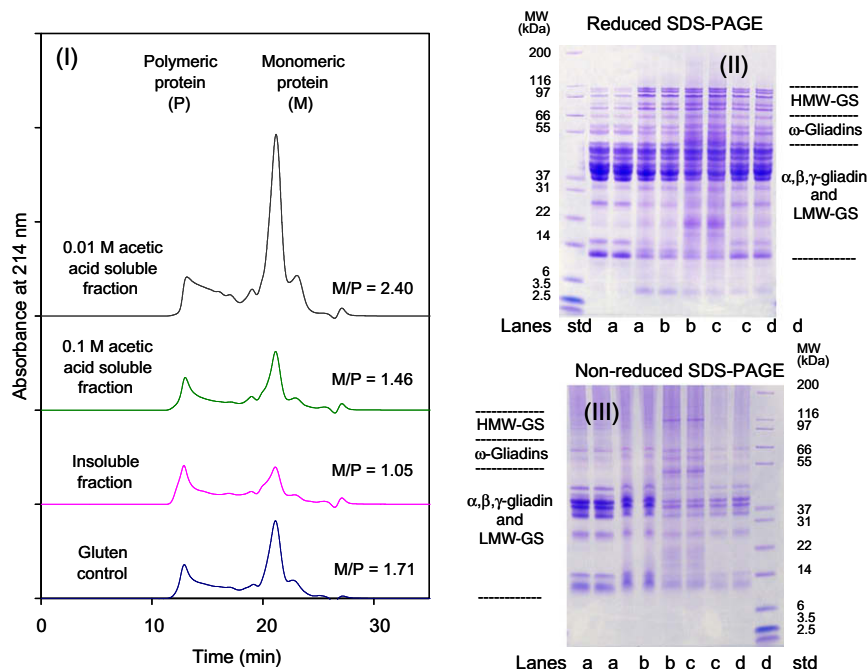 (I)
Polymeric
protein
(P)
Monomeric
protein
(M)
Absorbance at 214 nm
0.01 M acetic
acid soluble
fraction
M/P = 2.40
0.1 M acetic
acid soluble
fraction
M/P = 1.46
Insoluble
fraction
M/P = 1.05
Gluten
control
M/P = 1.71
0 10 20 30
Time (min)
Reduced SDS-PAGE
(II)
MW
(kDa)
200
116
97
66
55
37
31
22
14
6
3.5
2.5
HMW-GS
ω-Gliadins
α,β,γ-gliadin
and
LMW-GS
Lanes std a a a b b c c d d
Non-reduced SDS-PAGE
(III)
HMW-GS
ω-Gliadins
α,β,γ-gliadin
and
LMW-GS
MW
(kDa)
200
116
97
66
55
37
31
22
14
6
3.5
2.5
Lanes a a b b c c d d std